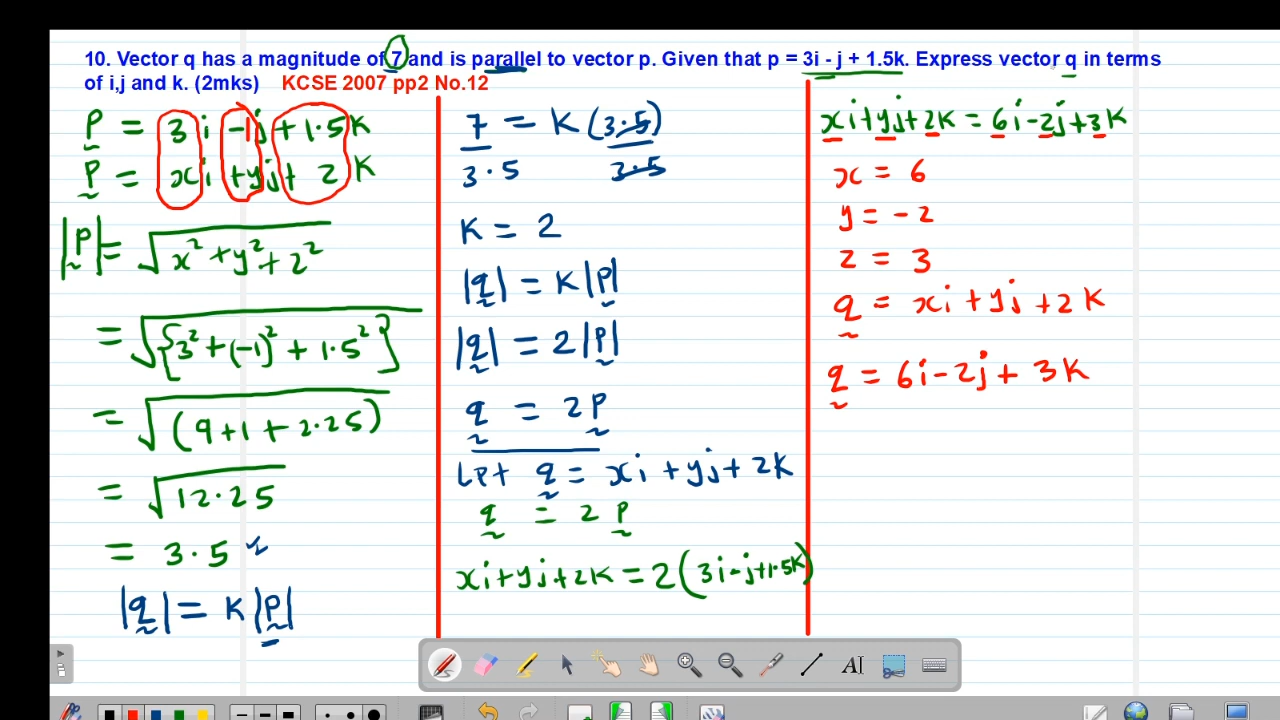 10. Vector q has a magnitude of 7 and is parallel to vector p. Given that p = 3i - j + 1.5k. Express vector q in terms
of i,j and k. (2mks) KCSE 2007 pp2 No.12
P = 3i -1j + 1.5K
P = xi + yj + zK
|P| = √x² + y² + z²
= √{3² + (-1)² + 1.5²}
= √(9 + 1 + 2.25)
= √12.25
= 3.5
|q| = K|P|
7 = K(3.5)
3.5 3.5
K = 2
|q| = K|P|
|q| = 2|P|
q = 2P
Let q = xi + yj + zK
q = 2P
xi + yj + zK = 2(3i - j + 1.5K)
xi + yj + zK = 6i - 2j + 3K
x = 6
y = -2
z = 3
q = xi + yj + zK
q = 6i - 2j + 3K
AI